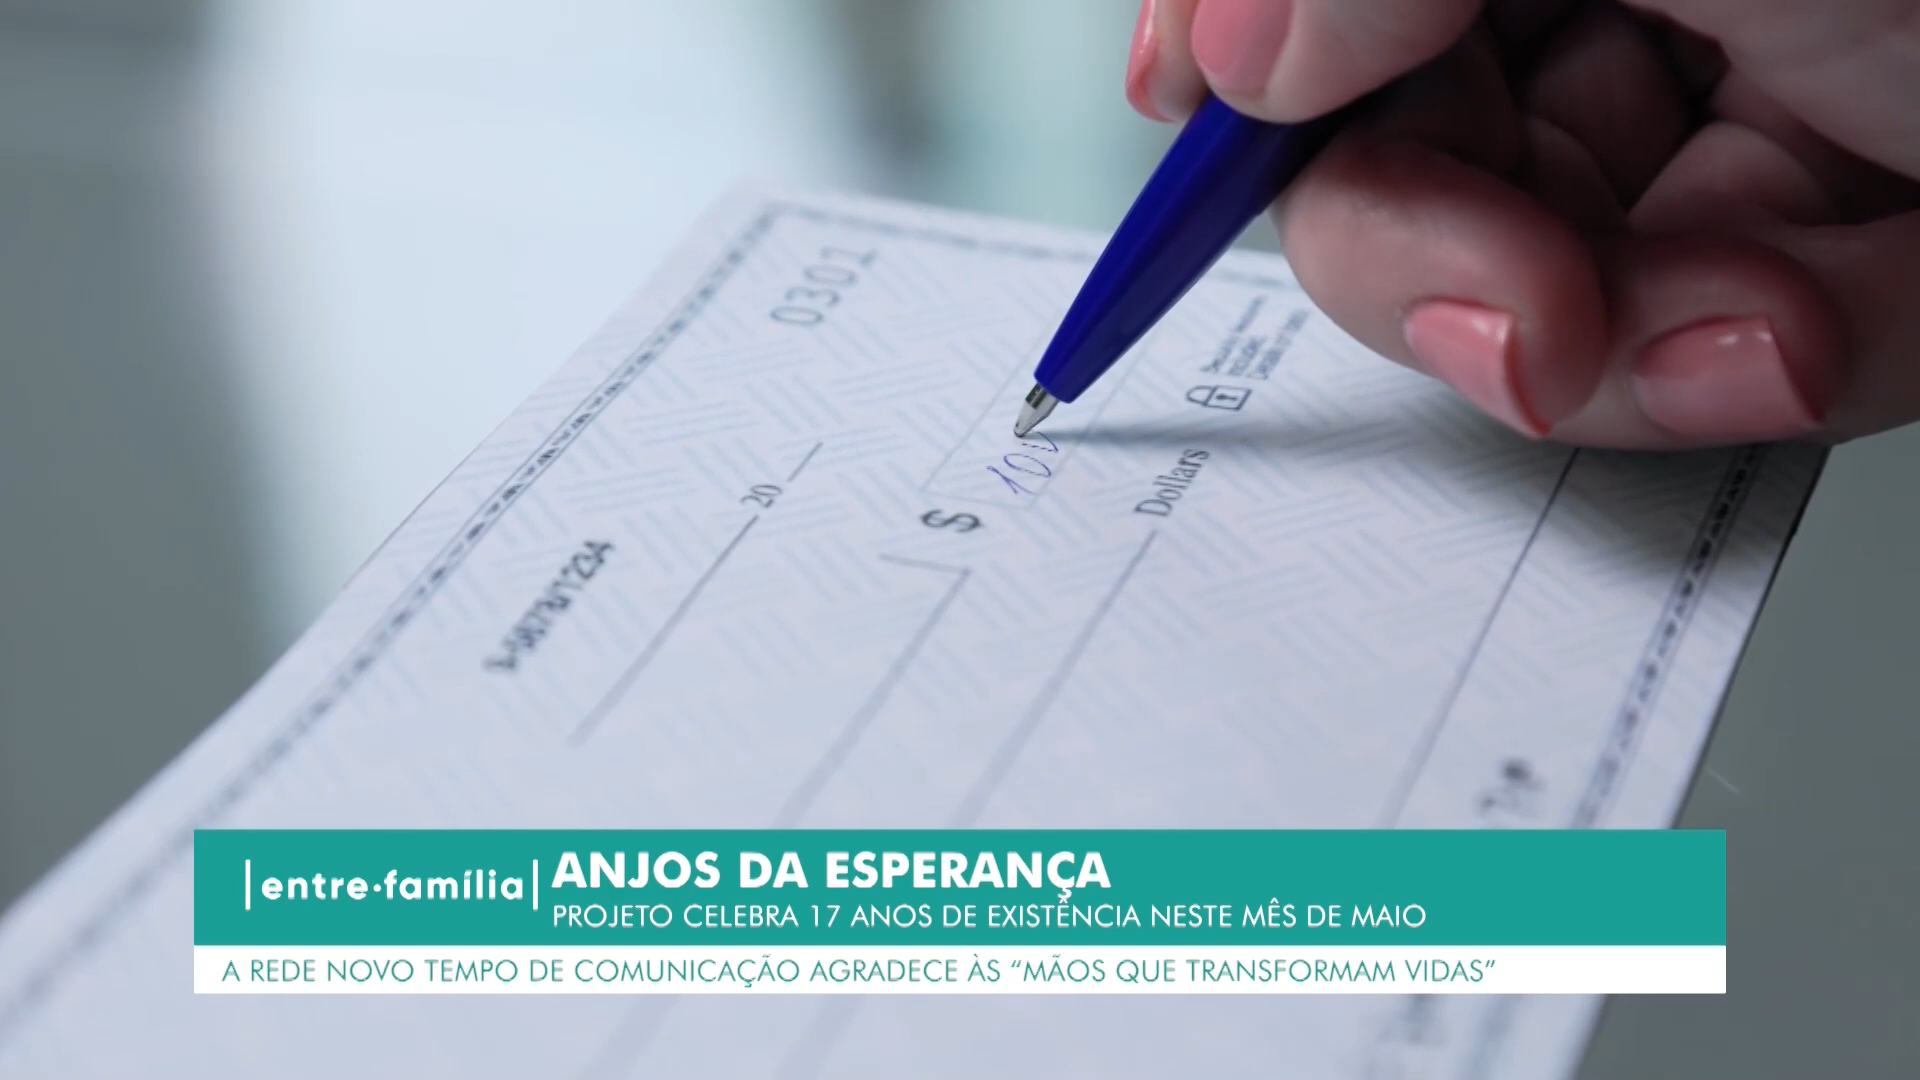 0301
20
$
10
Dollars
|entre·família|
ANJOS DA ESPERANÇA
PROJETO CELEBRA 17 ANOS DE EXISTÊNCIA NESTE MÊS DE MAIO
A REDE NOVO TEMPO DE COMUNICAÇÃO AGRADECE ÀS “MÃOS QUE TRANSFORMAM VIDAS”